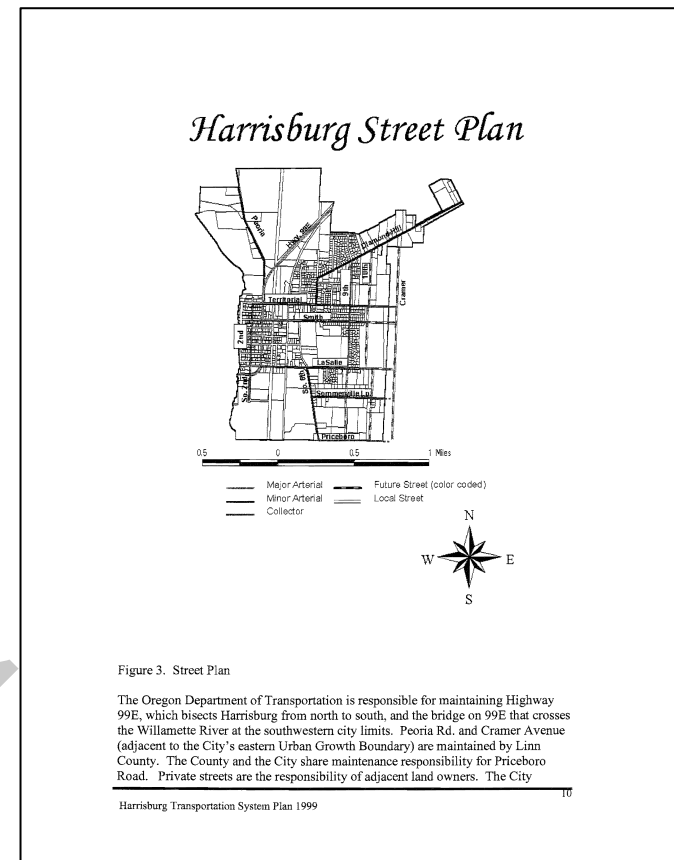 Harrisburg Street Plan
Peoria
HWY. 99E
Diamond Hill
9th
10th
Cramer
Territorial
Smith
2nd
LaSalle
So. 2nd
So. 6th
Sommerville Lp.
Priceboro
0.5 0 0.5 1 Miles
Major Arterial Future Street (color coded)
Minor Arterial Local Street
Collector
N
W E
S
Figure 3. Street Plan
The Oregon Department of Transportation is responsible for maintaining Highway
99E, which bisects Harrisburg from north to south, and the bridge on 99E that crosses
the Willamette River at the southwestern city limits. Peoria Rd. and Cramer Avenue
(adjacent to the City's eastern Urban Growth Boundary) are maintained by Linn
County. The County and the City share maintenance responsibility for Priceboro
Road. Private streets are the responsibility of adjacent land owners. The City
10
Harrisburg Transportation System Plan 1999